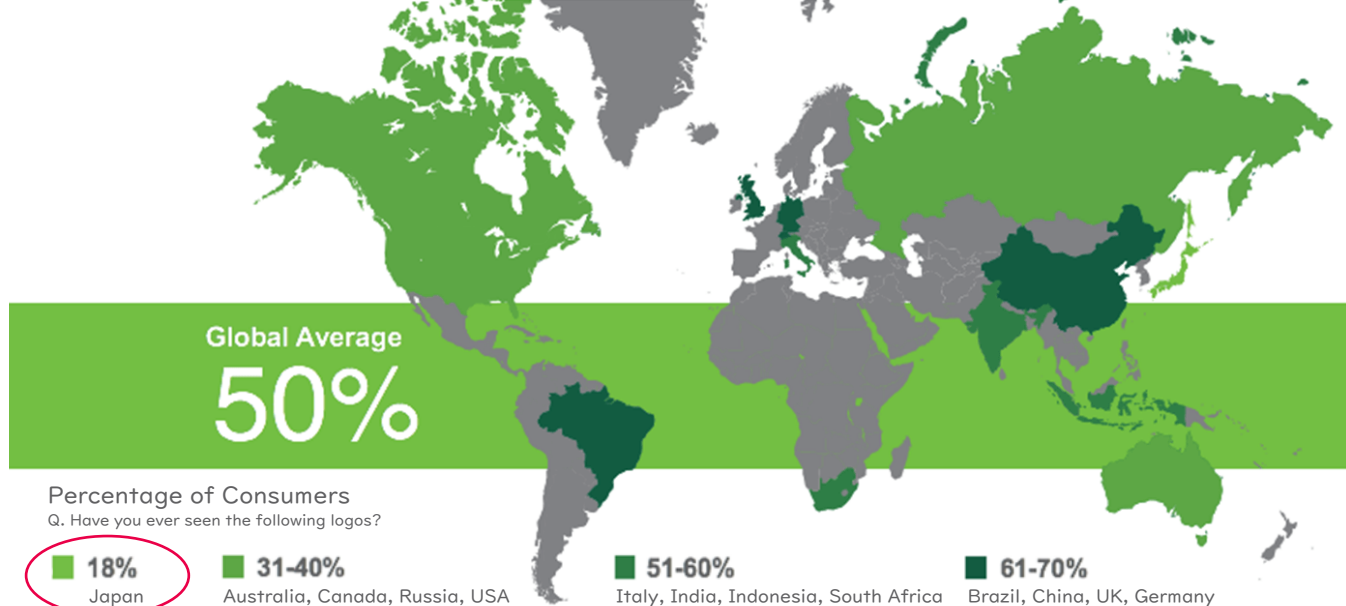 Global Average
50%
Percentage of Consumers
Q. Have you ever seen the following logos?
18%
Japan
31-40%
Australia, Canada, Russia, USA
51-60%
Italy, India, Indonesia, South Africa
61-70%
Brazil, China, UK, Germany